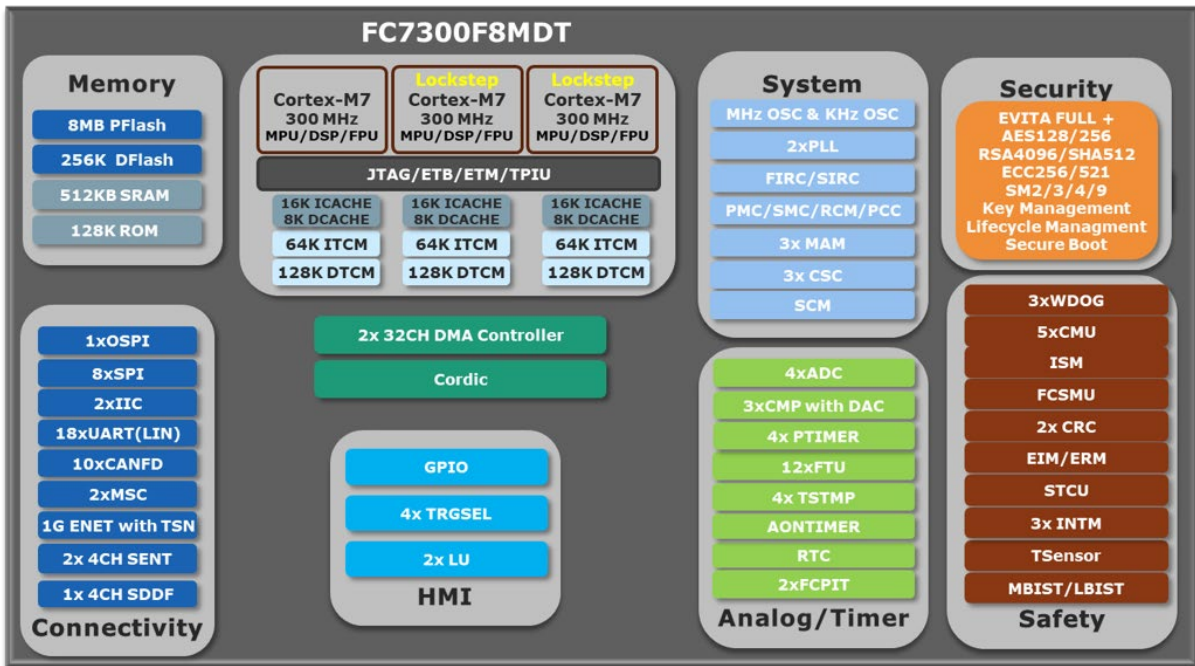 FC7300F8MDT
Memory
8MB PFlash
256K DFlash
512KB SRAM
128K ROM
Cortex-M7
300 MHz
MPU/DSP/FPU
Lockstep
Cortex-M7
300 MHz
MPU/DSP/FPU
Lockstep
Cortex-M7
300 MHz
MPU/DSP/FPU
JTAG/ETB/ETM/TPIU
16K ICACHE
8K DCACHE
64K ITCM
128K DTCM
16K ICACHE
8K DCACHE
64K ITCM
128K DTCM
16K ICACHE
8K DCACHE
64K ITCM
128K DTCM
System
MHz OSC & KHz OSC
2xPLL
FIRC/SIRC
PMC/SMC/RCM/PCC
3x MAM
3x CSC
SCM
Security
EVITA FULL +
AES128/256
RSA4096/SHA512
ECC256/521
SM2/3/4/9
Key Management
Lifecycle Managment
Secure Boot
1xOSPI
8xSPI
2xIIC
18xUART(LIN)
10xCANFD
2xMSC
1G ENET with TSN
2x 4CH SENT
1x 4CH SDDF
Connectivity
2x 32CH DMA Controller
Cordic
GPIO
4x TRGSEL
2x LU
HMI
4xADC
3xCMP with DAC
4x PTIMER
12xFTU
4x TSTMP
AONTIMER
RTC
2xFCPIT
Analog/Timer
3xWDOG
5xCMU
ISM
FCSMU
2x CRC
EIM/ERM
STCU
3x INTM
TSensor
MBIST/LBIST
Safety